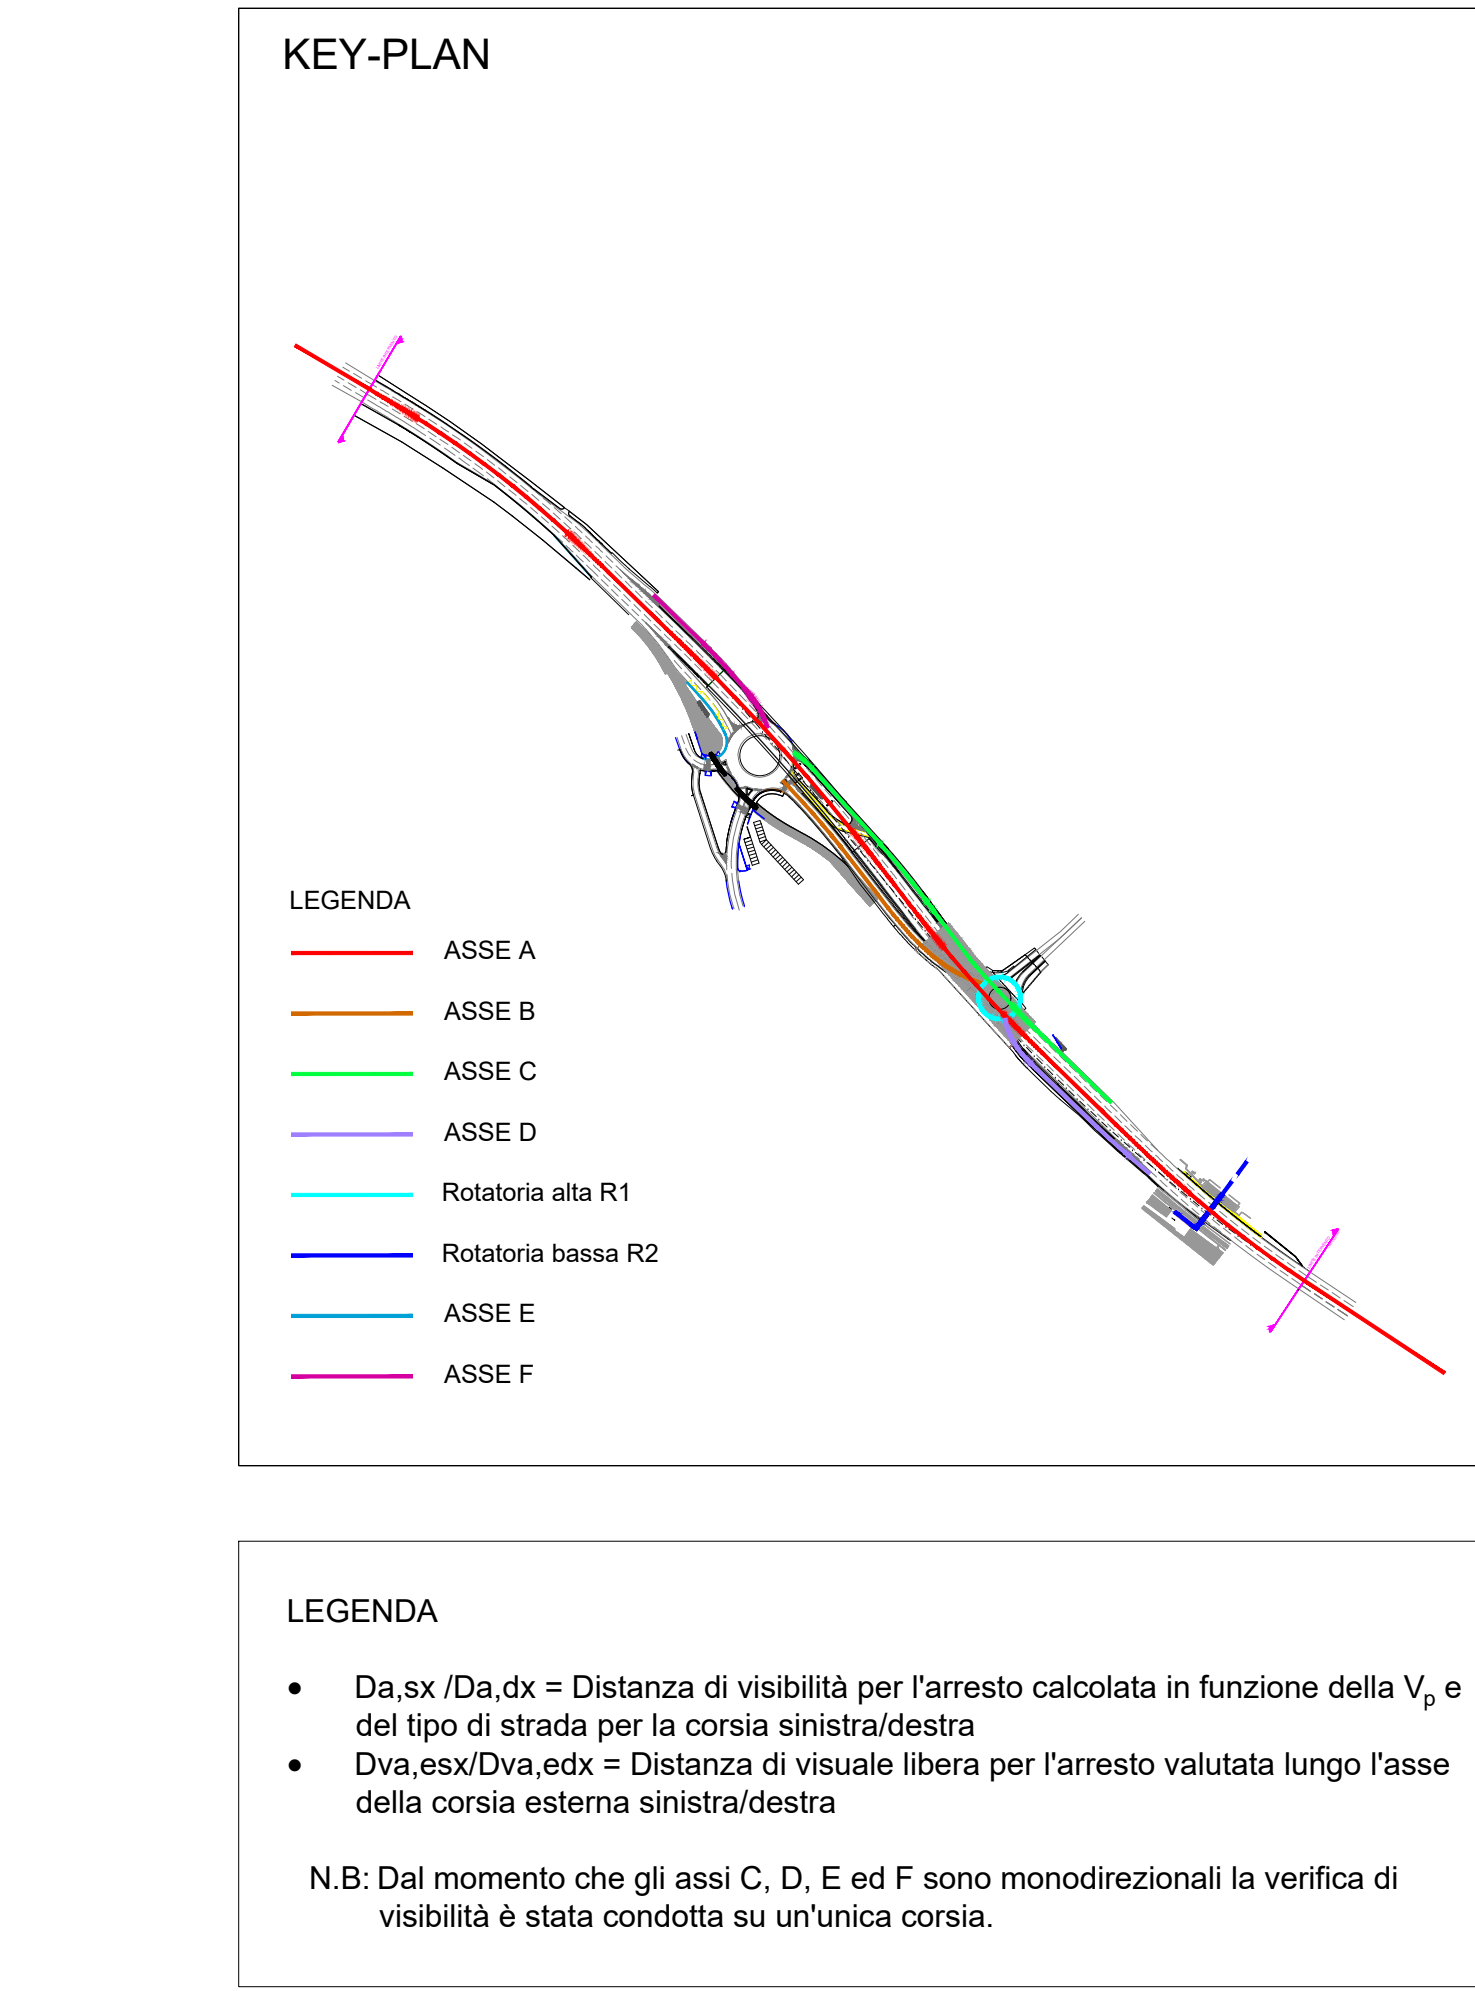 KEY-PLAN
LEGENDA
ASSE A
ASSE B
ASSE C
ASSE D
Rotatoria alta R1
Rotatoria bassa R2
ASSE E
ASSE F
LEGENDA
• Da,sx /Da,dx = Distanza di visibilità per l'arresto calcolata in funzione della Vp e
del tipo di strada per la corsia sinistra/destra
• Dva,esx/Dva,edx = Distanza di visuale libera per l'arresto valutata lungo l'asse
della corsia esterna sinistra/destra
N.B: Dal momento che gli assi C, D, E ed F sono monodirezionali la verifica di
visibilità è stata condotta su un'unica corsia.